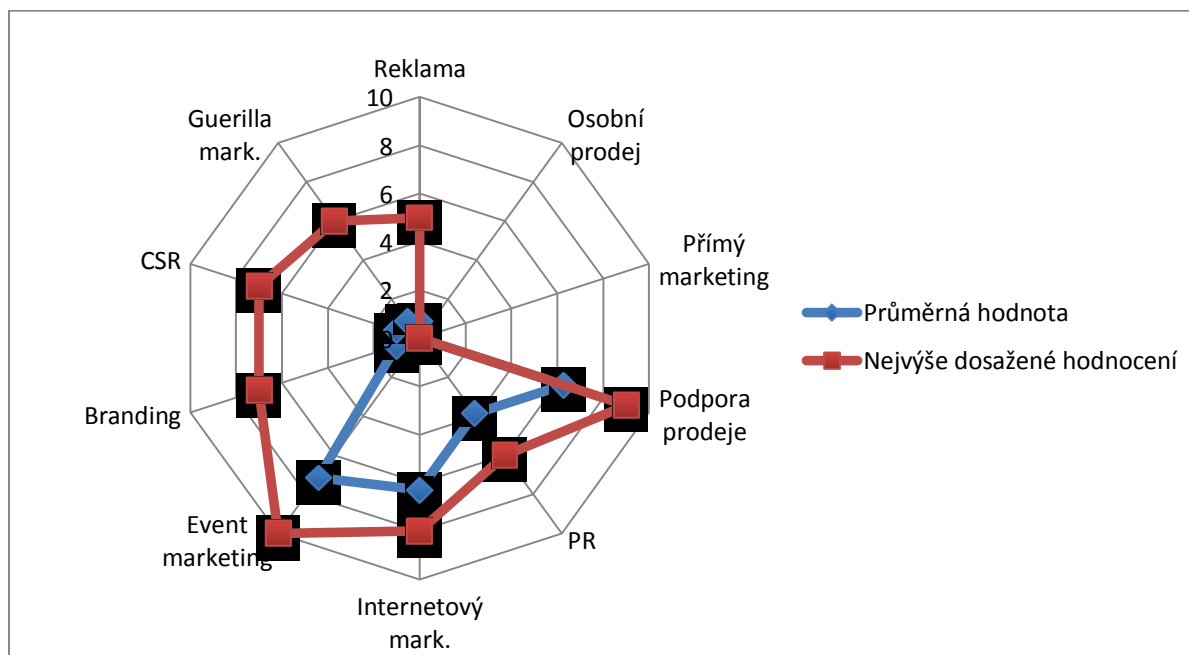 Reklama
Osobní
prodej
Přímý
marketing
Podpora
prodeje
PR
Internetový
mark.
Event
marketing
Branding
CSR
Guerilla
mark.
10
8
6
4
2
0
Průměrná hodnota
Nejvýše dosažené hodnocení